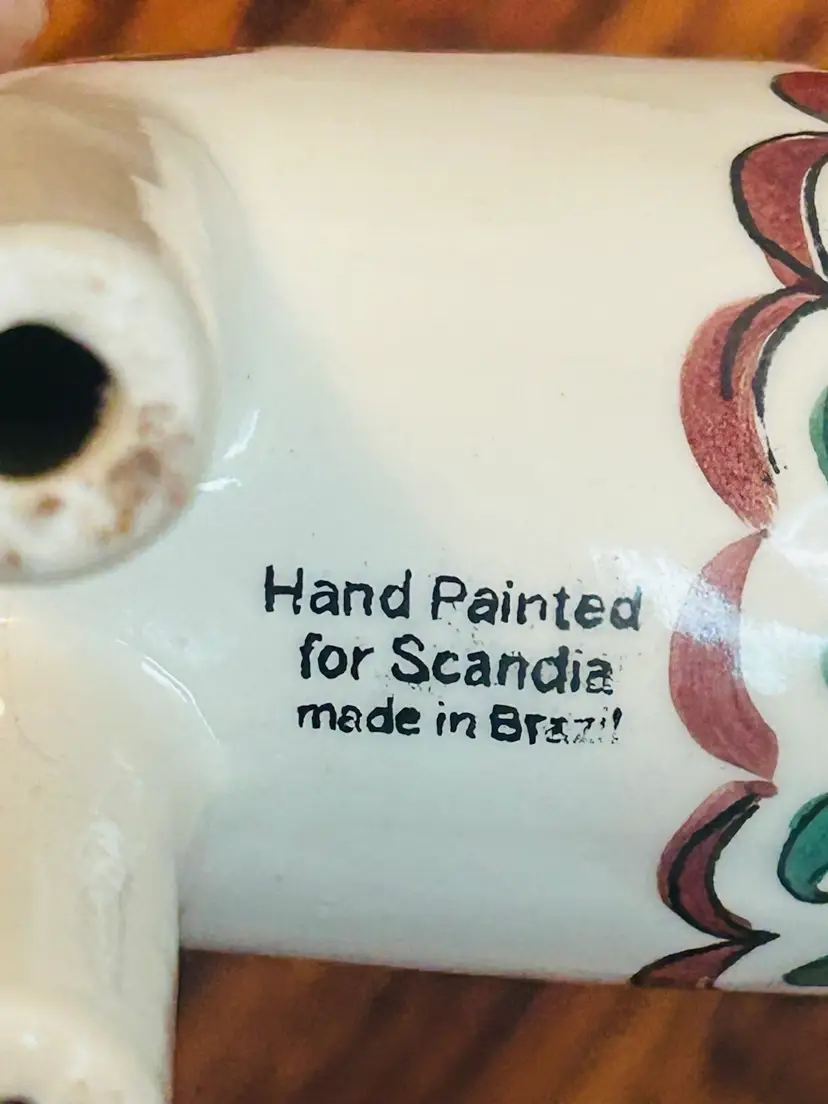 Hand Painted
for Scandia
made in Brazil